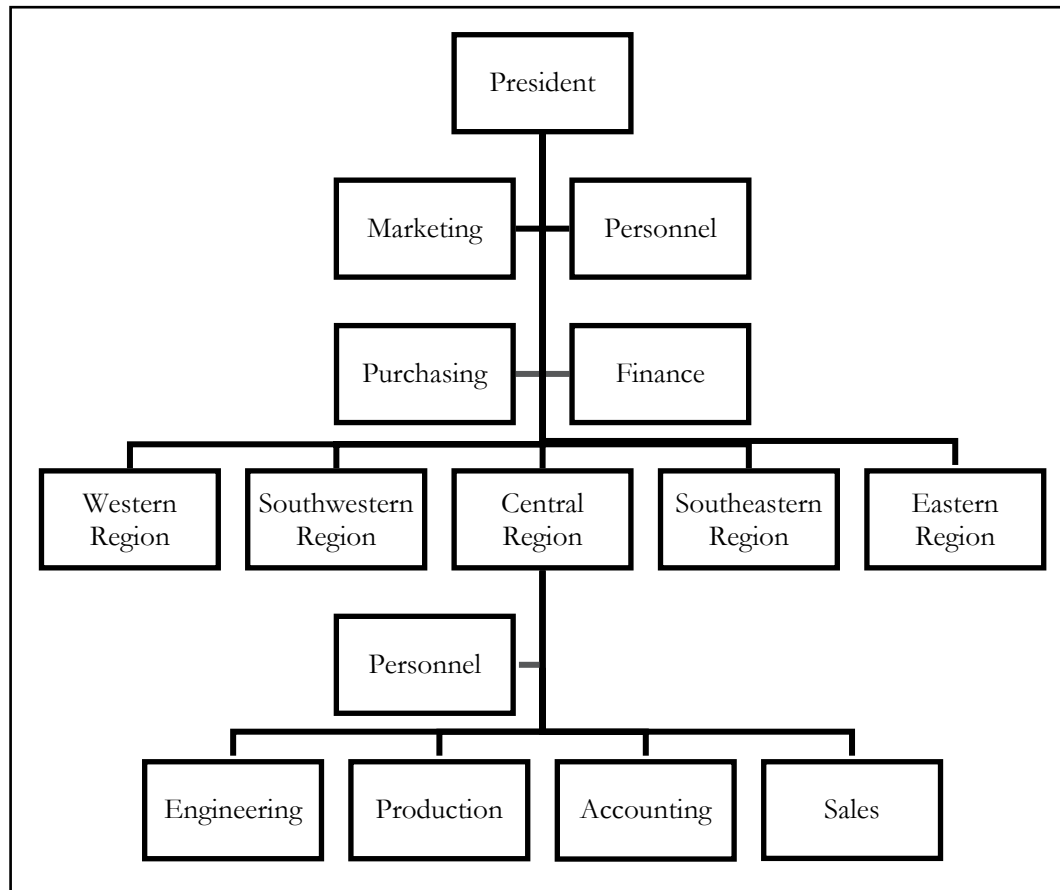 President
Marketing
Personnel
Purchasing
Finance
Western
Region
Southwestern
Region
Central
Region
Southeastern
Region
Eastern
Region
Personnel
Engineering
Production
Accounting
Sales